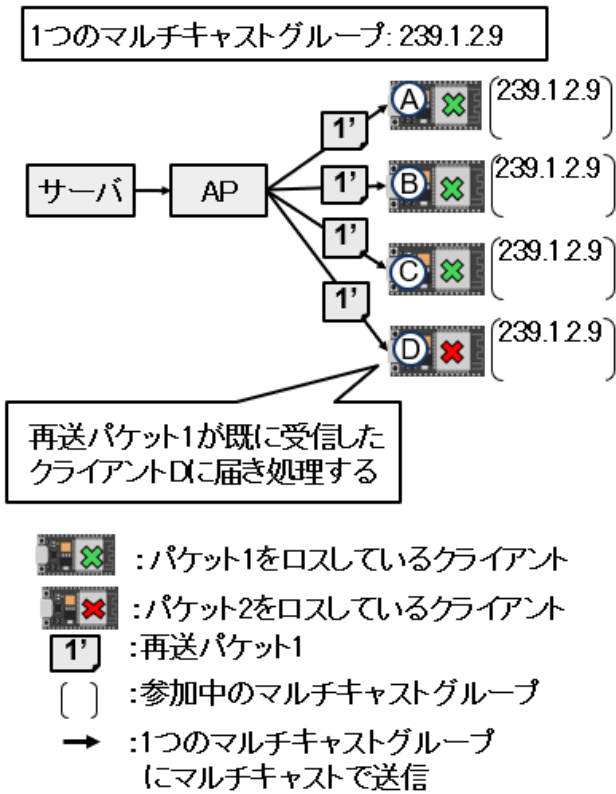 1つのマルチキャストグループ: 239.1.2.9
A
(239.1.2.9)
1'
B
(239.1.2.9)
1'
サーバ
AP
1'
C
(239.1.2.9)
1'
D
(239.1.2.9)
再送パケット1が既に受信した
クライアントDに届き処理する
:パケット1をロスしているクライアント
:パケット2をロスしているクライアント
1' :再送パケット1
( ) :参加中のマルチキャストグループ
→ :1つのマルチキャストグループ
にマルチキャストで送信